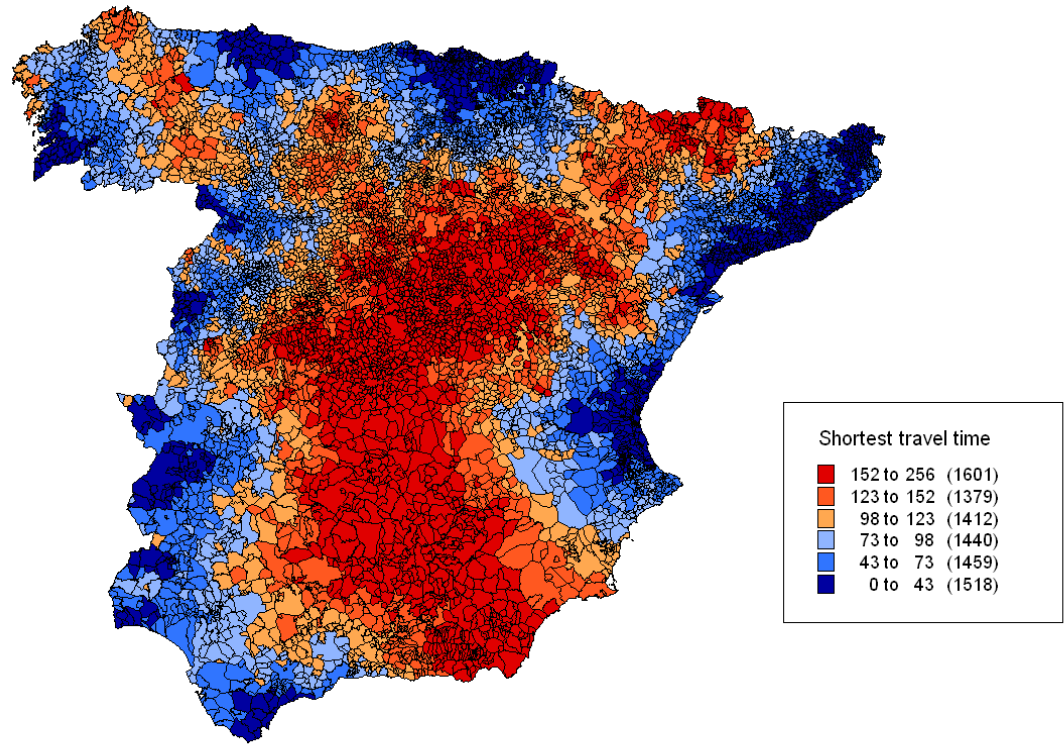 Shortest travel time
152 to 256 (1601)
123 to 152 (1379)
98 to 123 (1412)
73 to 98 (1440)
43 to 73 (1459)
0 to 43 (1518)